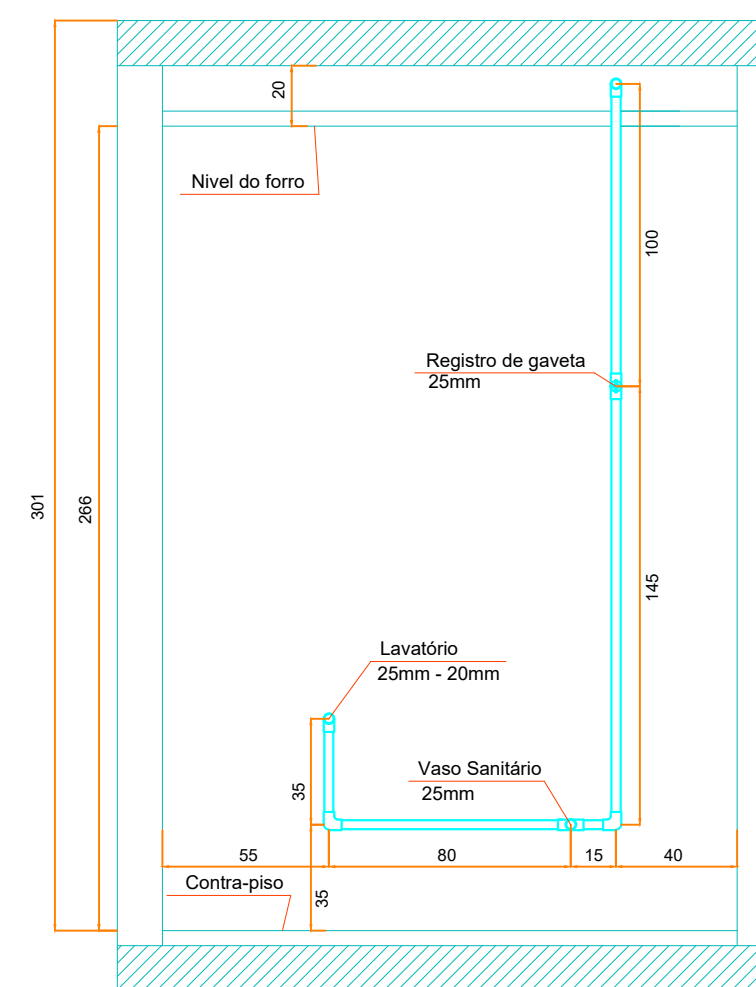 20
Nivel do forro
100
Registro de gaveta
25mm
301
266
145
Lavatório
25mm - 20mm
Vaso Sanitário
25mm
35
55
80
15
40
Contra-piso
35